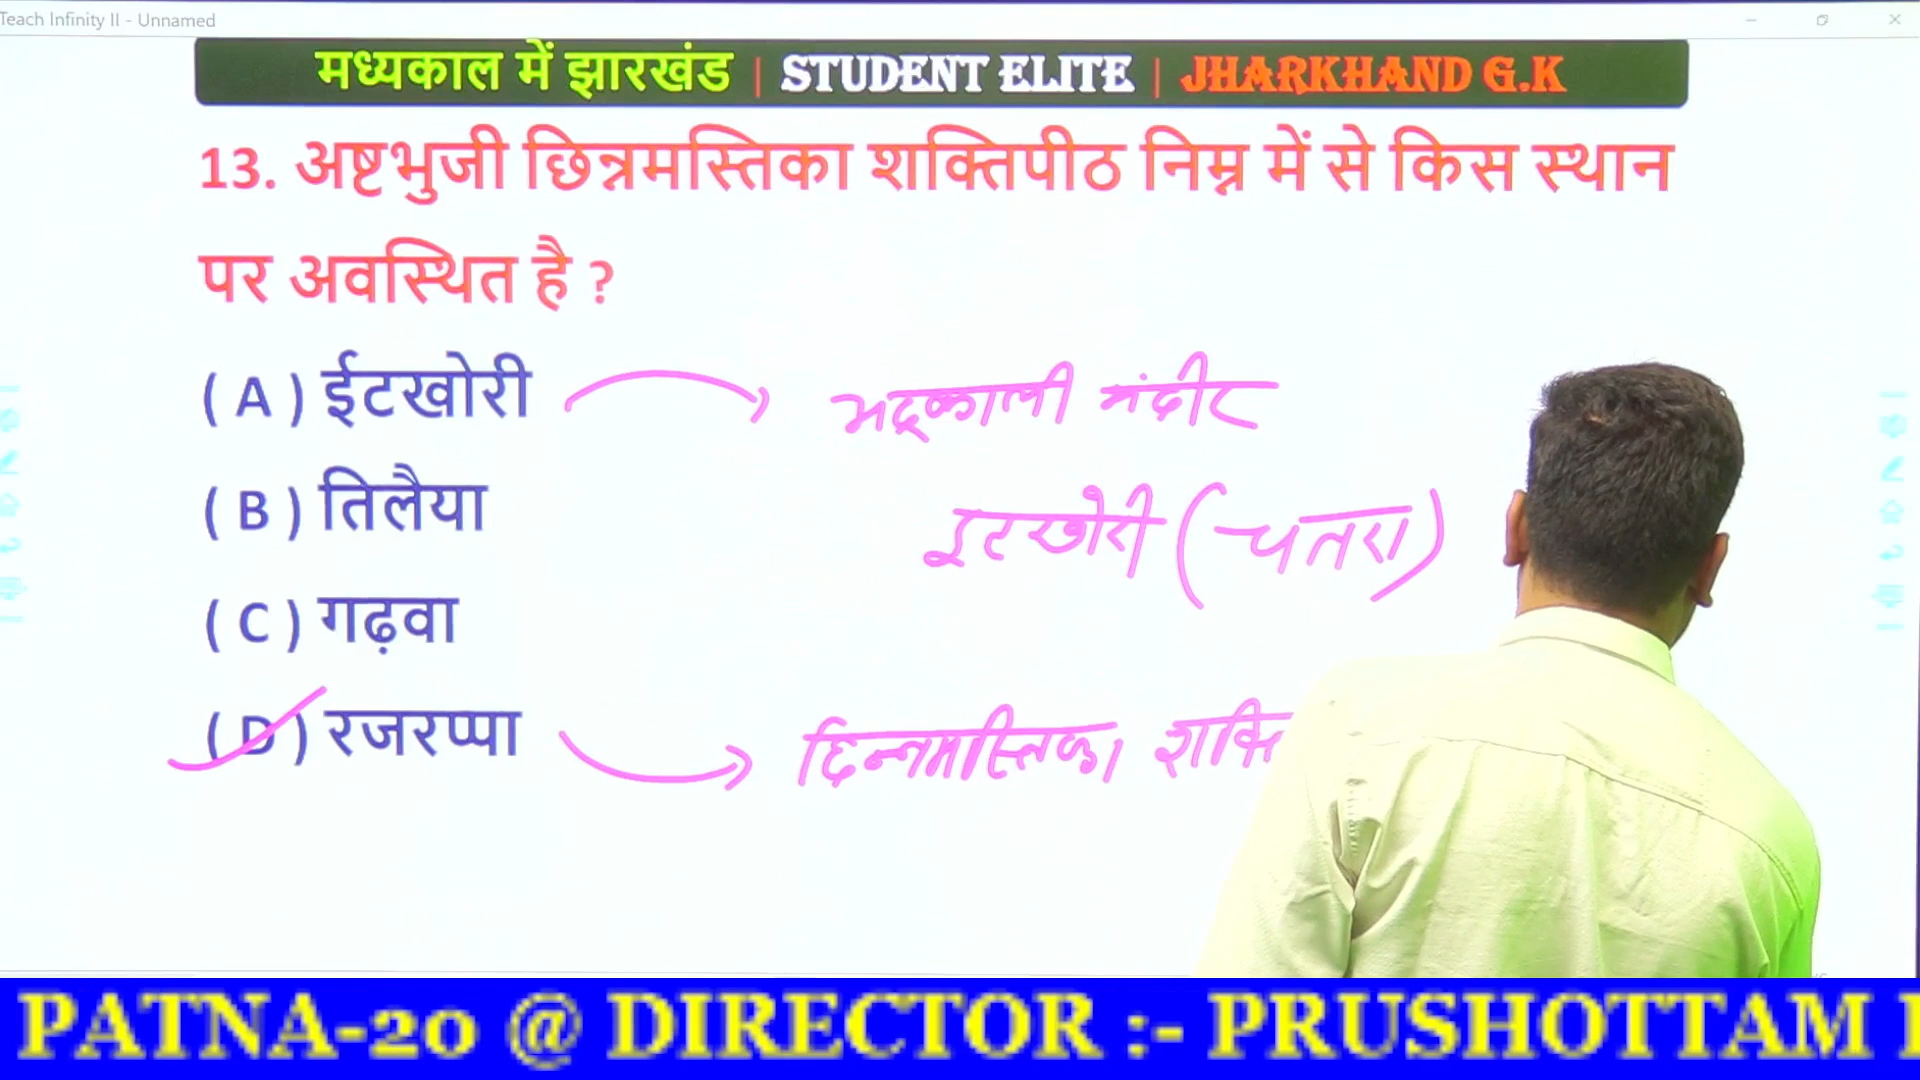 Teach Infinity II - Unnamed
मध्यकाल में झारखंड | STUDENT ELITE | JHARKHAND G.K
13. अष्टभुजी छिन्नमस्तिका शक्तिपीठ निम्न में से किस स्थान
पर अवस्थित है ?
( A ) ईटखोरी
भद्रकाली मंदीर
( B ) तिलैया
इटखोरी (चतरा)
( C ) गढ़वा
( D ) रजरप्पा
छिन्नमस्तिका शक्ति
PATNA-20 @ DIRECTOR :- PRUSHOTTAM